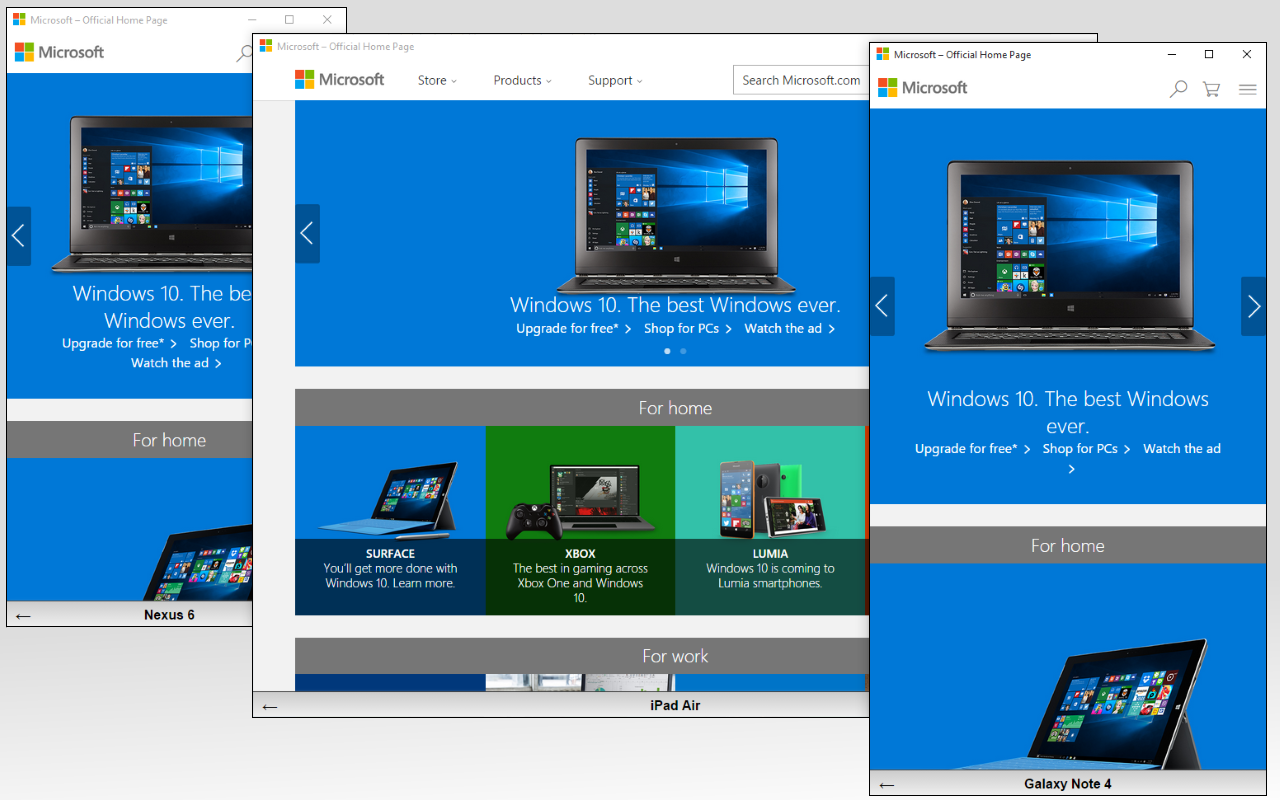 Microsoft – Official Home Page
Microsoft
Windows 10. The be
Windows ever.
Upgrade for free* Shop for P
Watch the ad
For home
Nexus 6
Microsoft – Official Home Page
Microsoft
Store
Products
Support
Search Microsoft.com
Windows 10. The best Windows ever.
Upgrade for free* Shop for PCs Watch the ad
For home
SURFACE
You'll get more done with
Windows 10. Learn more.
XBOX
The best in gaming across
Xbox One and Windows
10.
LUMIA
Windows 10 is coming to
Lumia smartphones.
For work
iPad Air
Microsoft – Official Home Page
Microsoft
Windows 10. The best Windows
ever.
Upgrade for free* Shop for PCs Watch the ad
For home
Galaxy Note 4